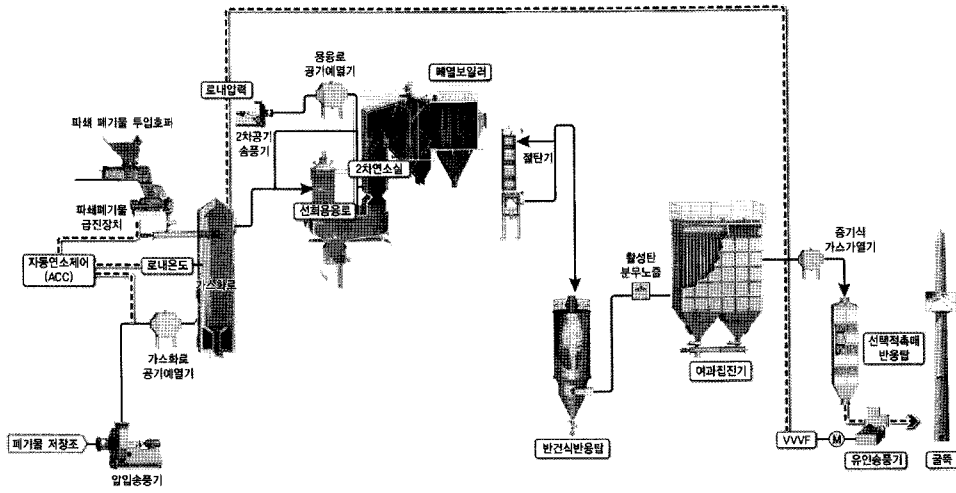 용융로
공기예열기
폐열보일러
로내압력
2차공기
송풍기
파쇄 폐기물 투입호퍼
절탄기
2차연소실
파쇄폐기물
급진장치
선회용융로
자동연소제어
(ACC)
로내온도
가스화로
활성탄
분무노즐
증기식
가스가열기
가스화로
공기예열기
선택적촉매
반응탑
여과집진기
폐기물 저장조
압입송풍기
반건식반응탑
VVVF
M
유인송풍기
굴뚝